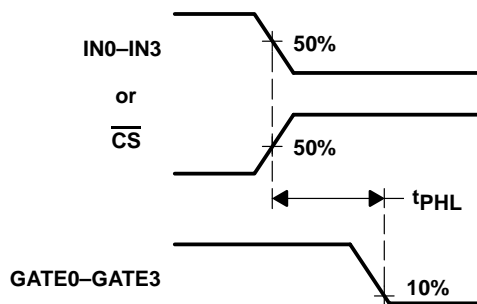 IN0–IN3
50%
or
CS
50%
tPHL
GATE0–GATE3
10%